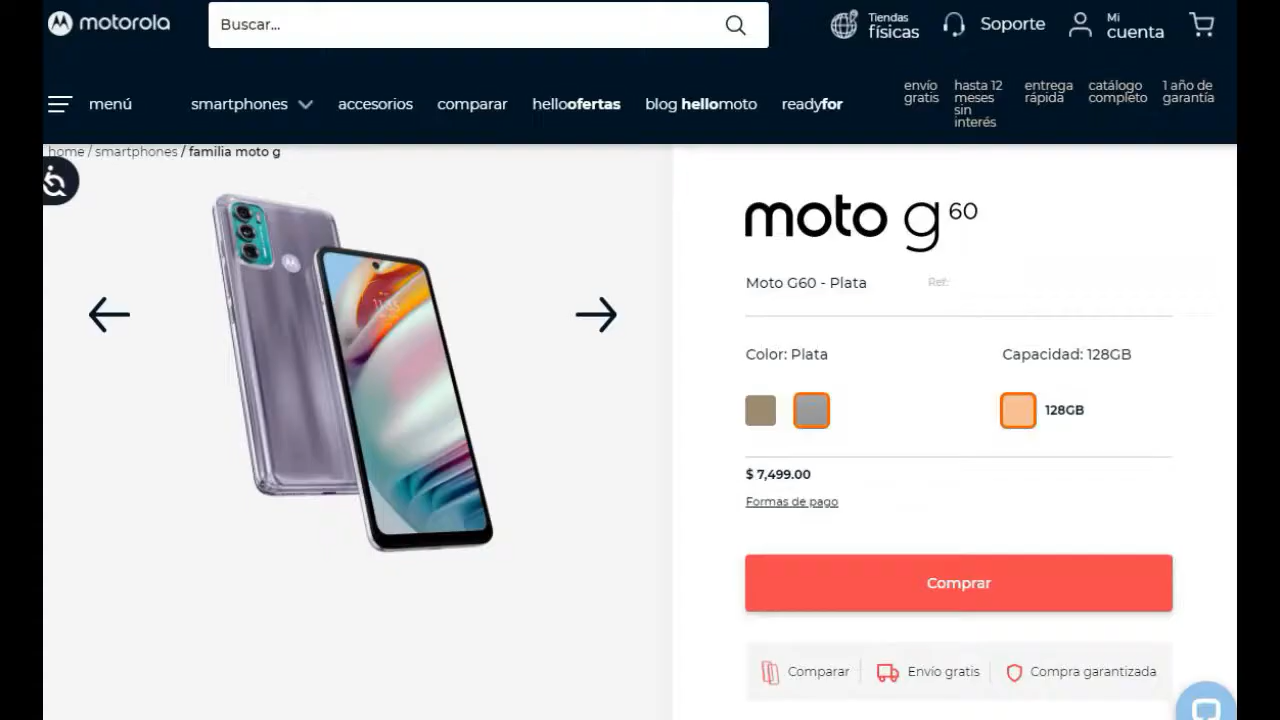 motorola
Buscar...
Tiendas
físicas
Soporte
Mi
cuenta
menú
smartphones
accesorios
comparar
helloofertas
blog hellomoto
readyfor
envío
gratis
hasta 12
meses
sin
interés
entrega
rápida
catálogo
completo
1 año de
garantía
home / smartphones / familia moto g
moto g 60
Moto G60 - Plata
Ref:
Color: Plata
Capacidad: 128GB
128GB
$ 7,499.00
Formas de pago
Comprar
Comparar
Envío gratis
Compra garantizada